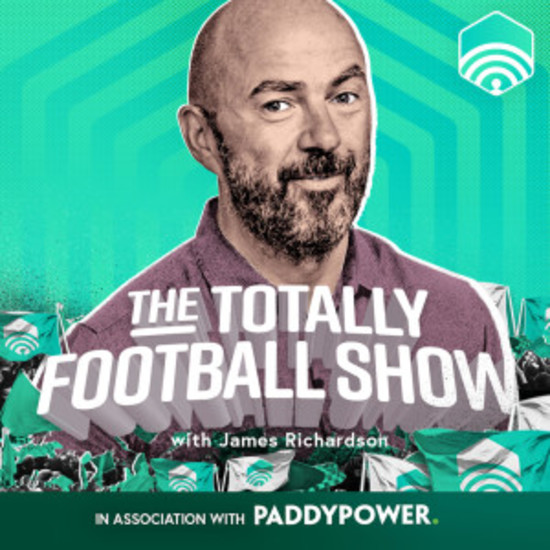 THE TOTALLY
FOOTBALL SHOW
with James Richardson
IN ASSOCIATION WITH PADDYPOWER.